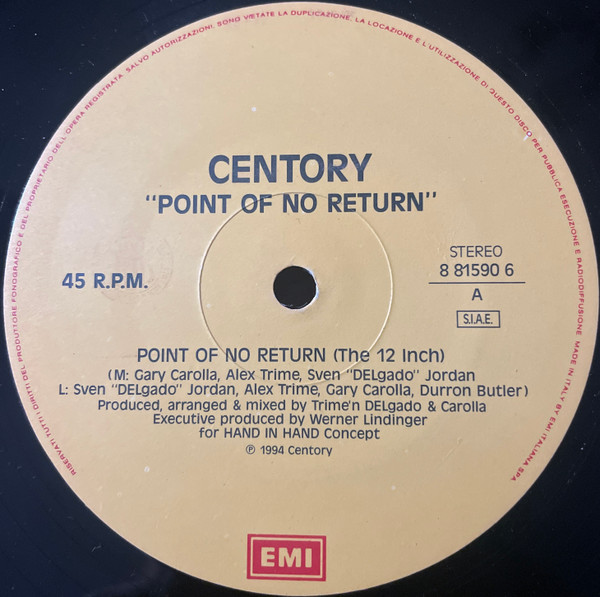 RISERVATI TUTTI I DIRITTI DEL PRODUTTORE FONOGRAFICO E DEL PROPRIETARIO DELL'OPERA REGISTRATA. SALVO AUTORIZZAZIONI, SONO VIETATE LA DUPLICAZIONE, LA LOCAZIONE E L'UTILIZZAZIONE DI QUESTO DISCO PER PUBBLICA ESECUZIONE E RADIODIFFUSIONE. MADE IN ITALY BY EMI ITALIANA SPA
CENTORY
"POINT OF NO RETURN"
45 R.P.M.
STEREO
8 81590 6
A
S.I.A.E.
POINT OF NO RETURN (The 12 Inch)
(M: Gary Carolla, Alex Trime, Sven "DELgado" Jordan
L: Sven "DELgado" Jordan, Alex Trime, Gary Carolla, Durron Butler)
Produced, arranged & mixed by Trime'n DELgado & Carolla
Executive produced by Werner Lindinger
for HAND IN HAND Concept
℗ 1994 Centory
EMI